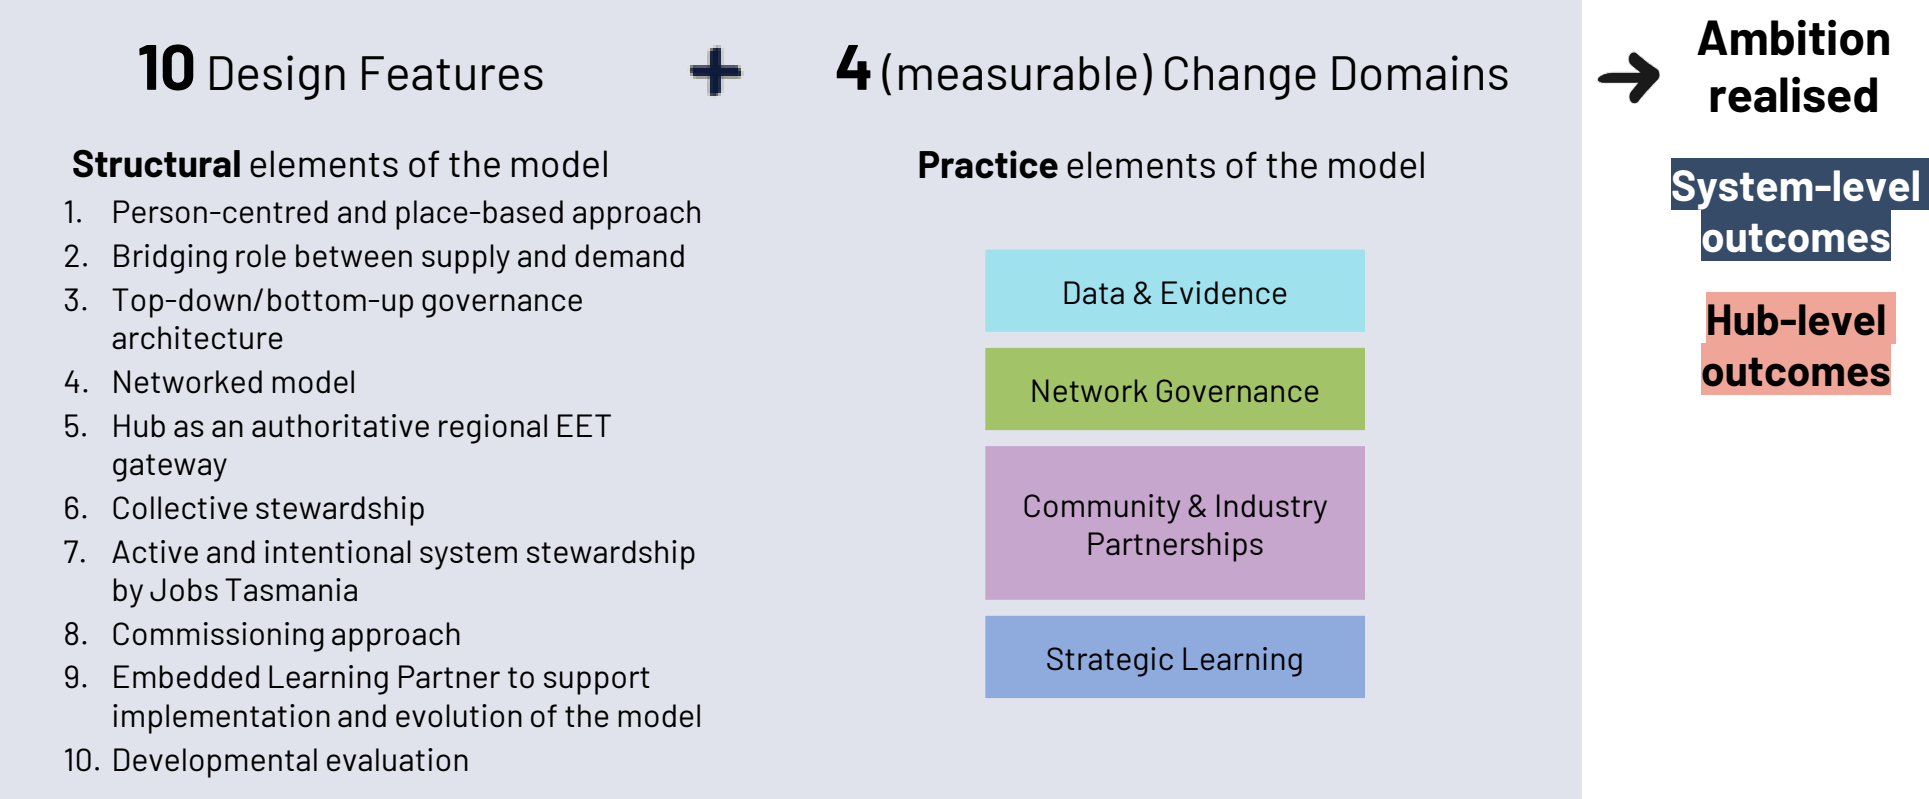 10 Design Features
Structural elements of the model
1. Person-centred and place-based approach
2. Bridging role between supply and demand
3. Top-down/bottom-up governance
architecture
4. Networked model
5. Hub as an authoritative regional EET
gateway
6. Collective stewardship
7. Active and intentional system stewardship
by Jobs Tasmania
8. Commissioning approach
9. Embedded Learning Partner to support
implementation and evolution of the model
10. Developmental evaluation
+
4 (measurable) Change Domains
Practice elements of the model
Data & Evidence
Network Governance
Community & Industry
Partnerships
Strategic Learning
Ambition
realised
System-level
outcomes
Hub-level
outcomes